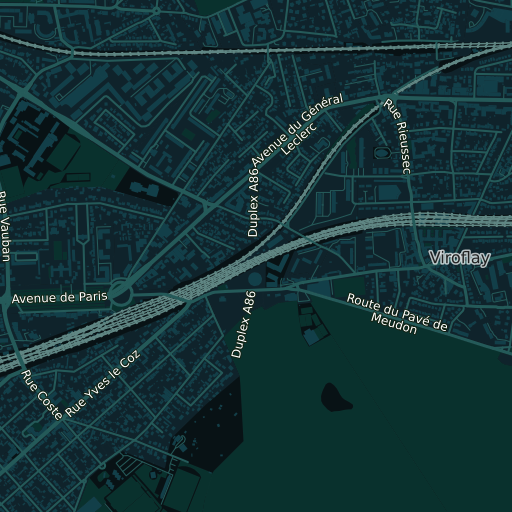 Avenue du Général
Leclerc
Rue Rieussec
Duplex A86
Rue Vauban
Viroflay
Avenue de Paris
Duplex A86
Route du Pavé de
Meudon
Rue Yves le Coz
Rue Coste